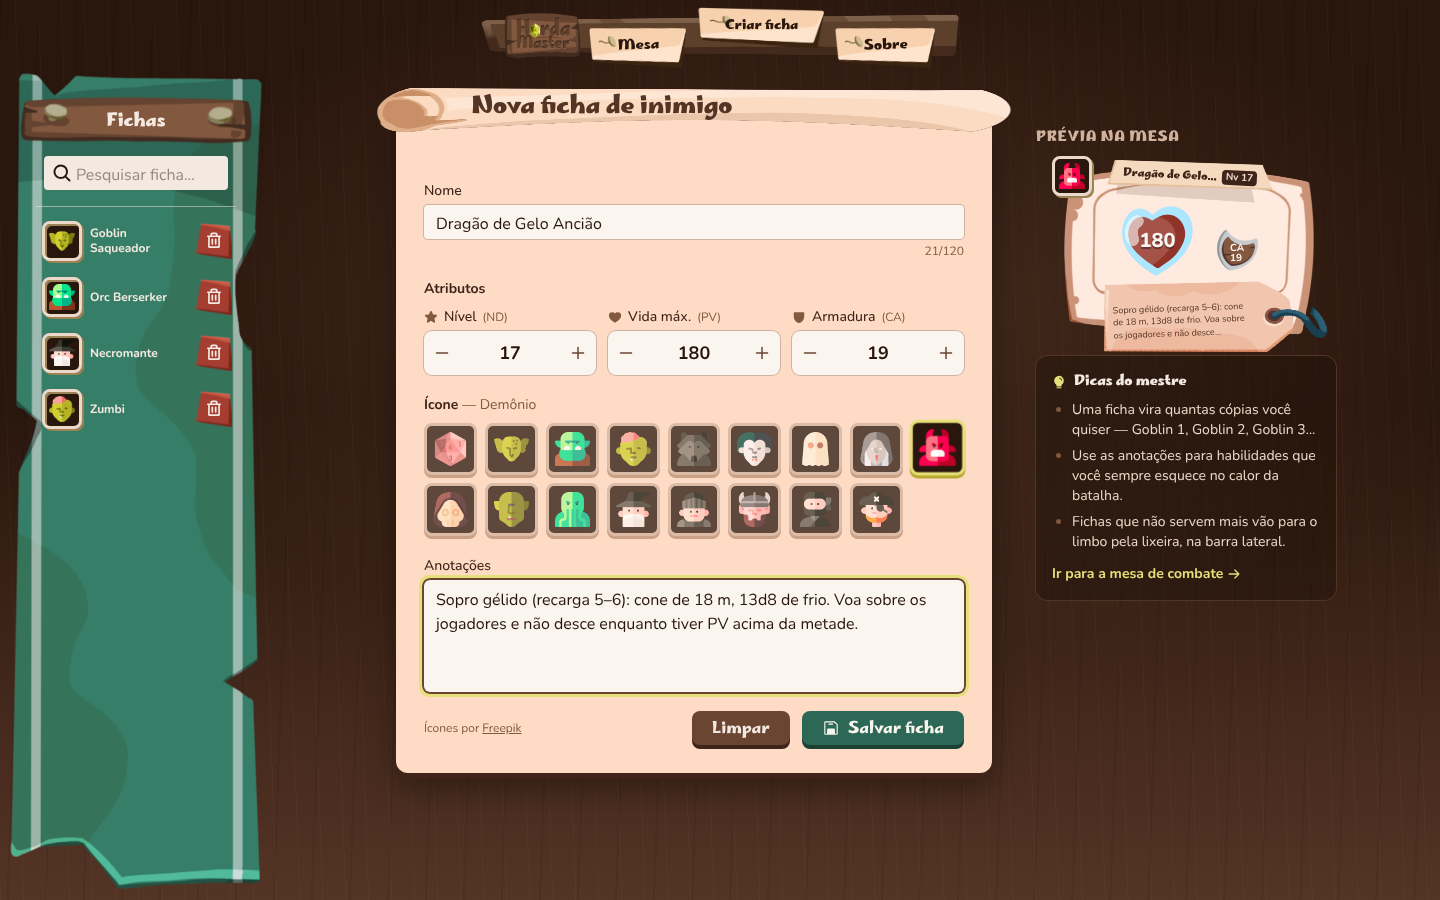 Horda
Master
Mesa
Criar ficha
Sobre
Fichas
Pesquisar ficha...
Goblin
Saqueador
Orc Berserker
Necromante
Zumbi
Nova ficha de inimigo
Nome
Dragão de Gelo Ancião
21/120
Atributos
Nível (ND)
Vida máx. (PV)
Armadura (CA)
− 17 +
− 180 +
− 19 +
Ícone — Demônio
Anotações
Sopro gélido (recarga 5–6): cone de 18 m, 13d8 de frio. Voa sobre os
jogadores e não desce enquanto tiver PV acima da metade.
Ícones por Freepik
Limpar
Salvar ficha
PRÉVIA NA MESA
Dragão de Gelo... Nv 17
180
CA
19
Sopro gélido (recarga 5–6): cone
de 18 m, 13d8 de frio. Voa sobre
os jogadores e não desce...
Dicas do mestre
• Uma ficha vira quantas cópias você
quiser — Goblin 1, Goblin 2, Goblin 3...
• Use as anotações para habilidades que
você sempre esquece no calor da
batalha.
• Fichas que não servem mais vão para o
limbo pela lixeira, na barra lateral.
Ir para a mesa de combate →